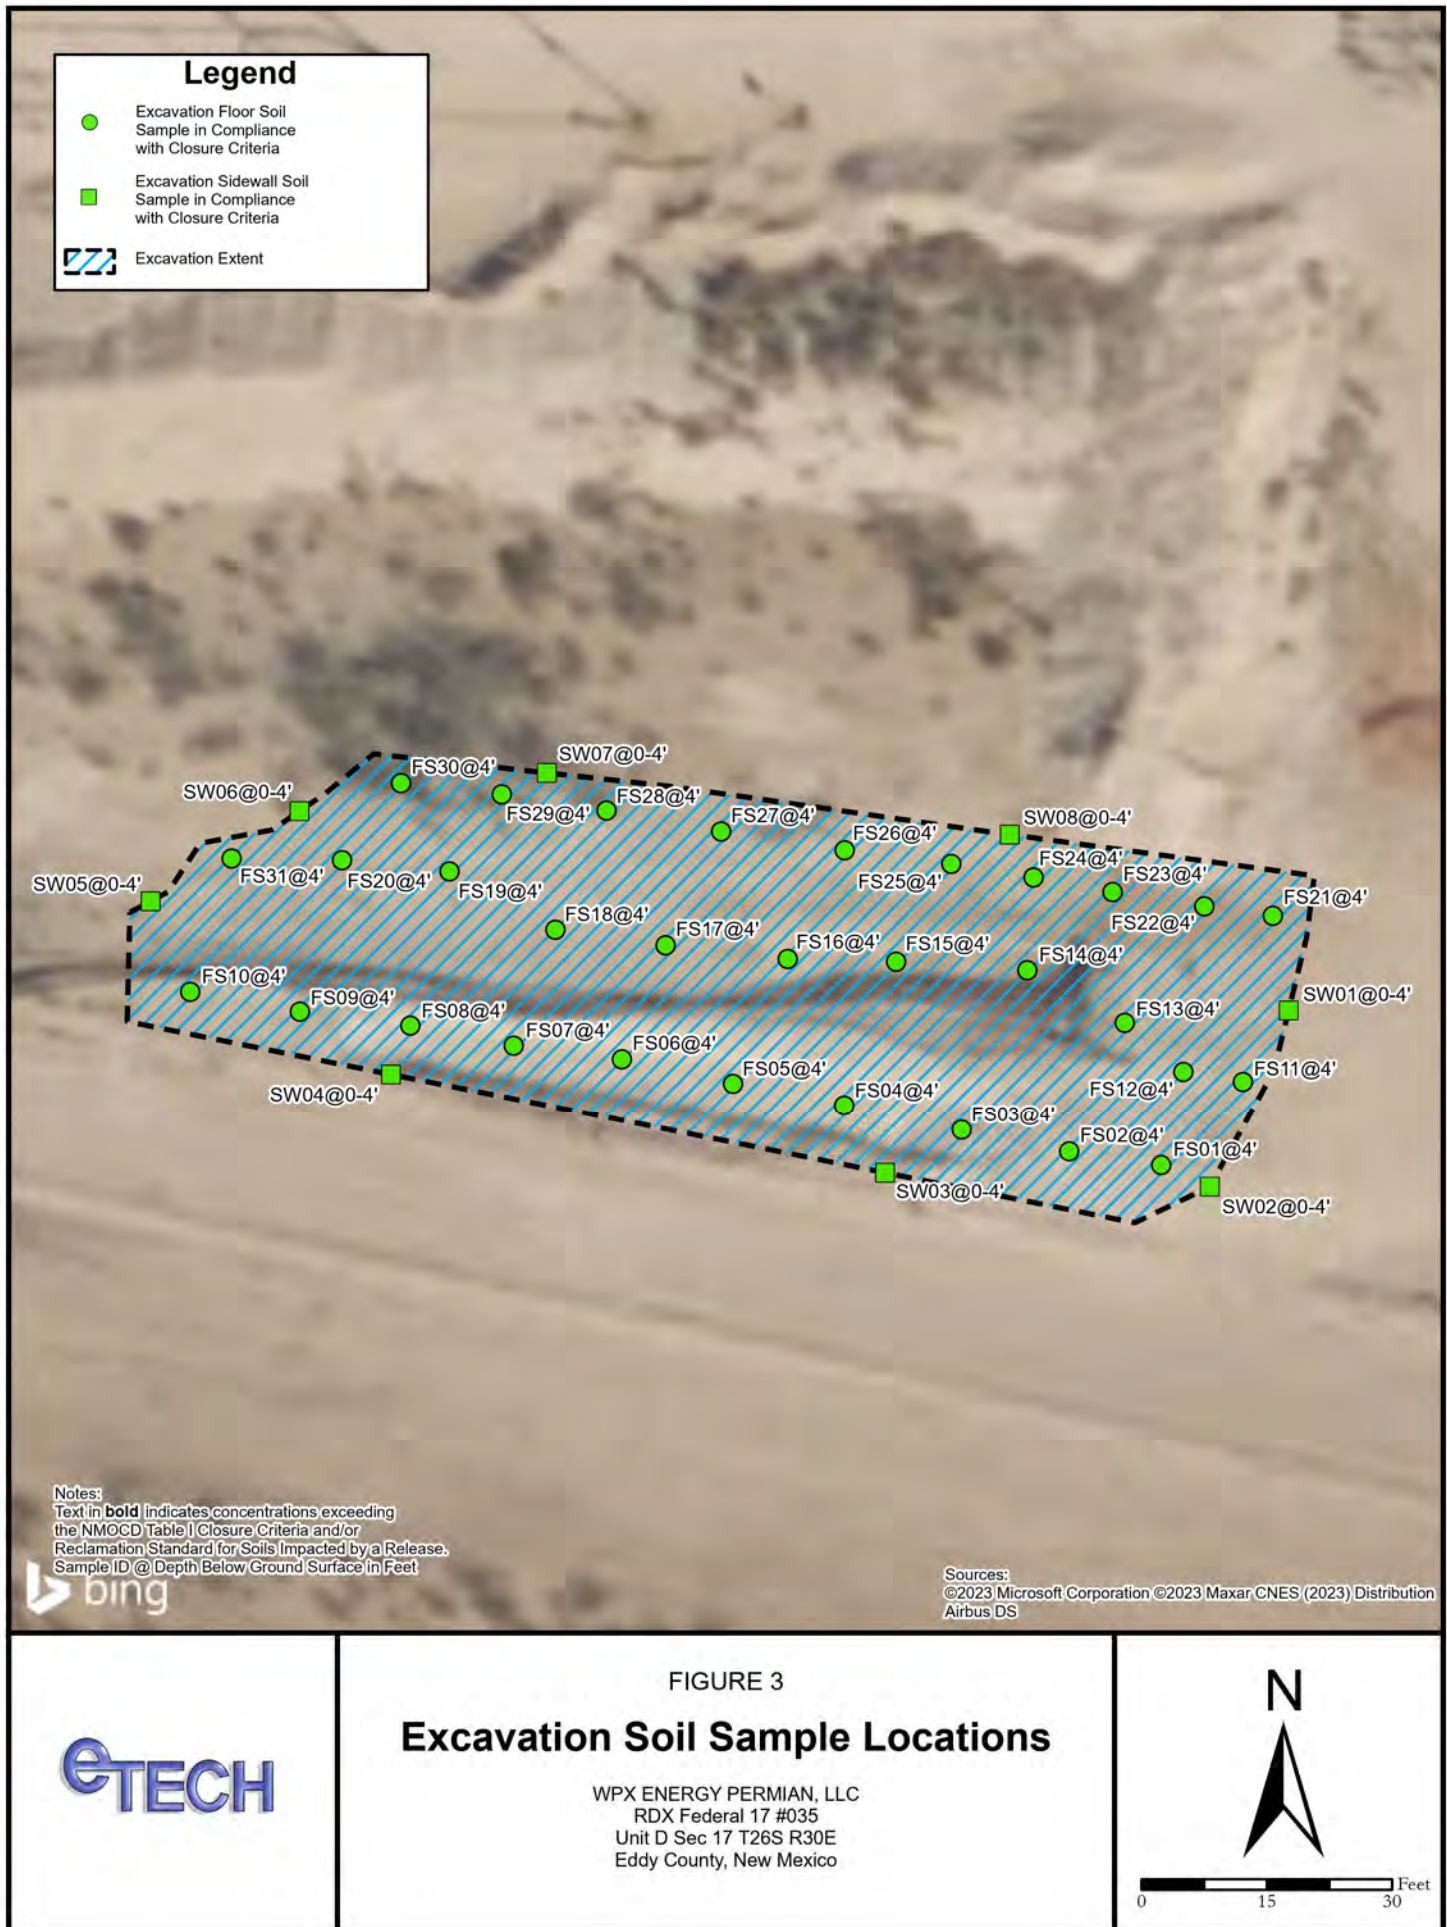 Legend
Excavation Floor Soil
Sample in Compliance
with Closure Criteria
Excavation Sidewall Soil
Sample in Compliance
with Closure Criteria
Excavation Extent
SW07@0-4'
FS30@4'
SW06@0-4'
FS29@4'
FS28@4'
FS27@4'
SW08@0-4'
FS26@4'
FS31@4'
FS20@4'
FS19@4'
FS25@4'
FS24@4'
FS23@4'
SW05@0-4'
FS22@4'
FS21@4'
FS18@4'
FS17@4'
FS16@4'
FS15@4'
FS14@4'
FS10@4'
FS09@4'
FS08@4'
FS07@4'
FS06@4'
FS13@4'
SW01@0-4'
SW04@0-4'
FS05@4'
FS04@4'
FS12@4'
FS11@4'
FS03@4'
FS02@4'
FS01@4'
SW03@0-4'
SW02@0-4'
Notes:
Text in bold indicates concentrations exceeding
the NMOCD Table I Closure Criteria and/or
Reclamation Standard for Soils Impacted by a Release.
Sample ID @ Depth Below Ground Surface in Feet
bing
Sources:
©2023 Microsoft Corporation ©2023 Maxar CNES (2023) Distribution
Airbus DS
eTECH
FIGURE 3
Excavation Soil Sample Locations
WPX ENERGY PERMIAN, LLC
RDX Federal 17 #035
Unit D Sec 17 T26S R30E
Eddy County, New Mexico
N
Feet
0 15 30